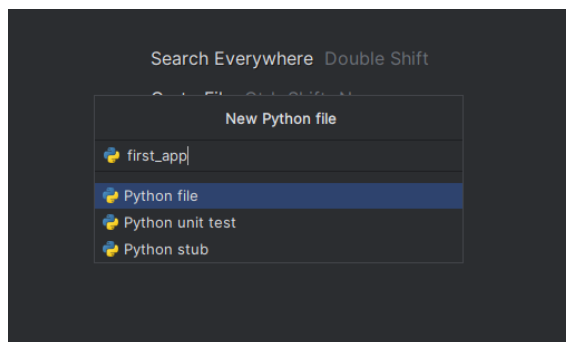 Search Everywhere Double Shift
New Python file
first_app
Python file
Python unit test
Python stub